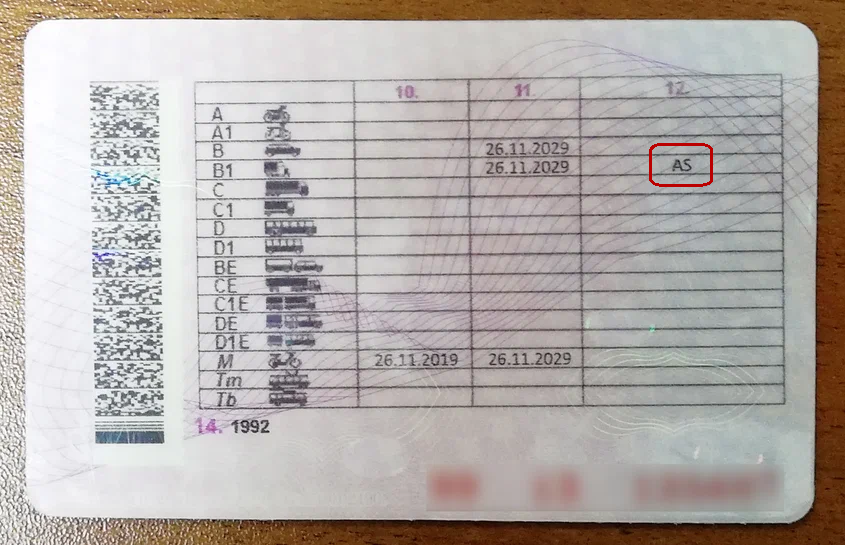 10. 11. 12.
A
A1
B 26.11.2029
B1 26.11.2029 AS
C
C1
D
D1
BE
CE
C1E
DE
D1E
M 26.11.2019 26.11.2029
Tm
Tb
14. 1992